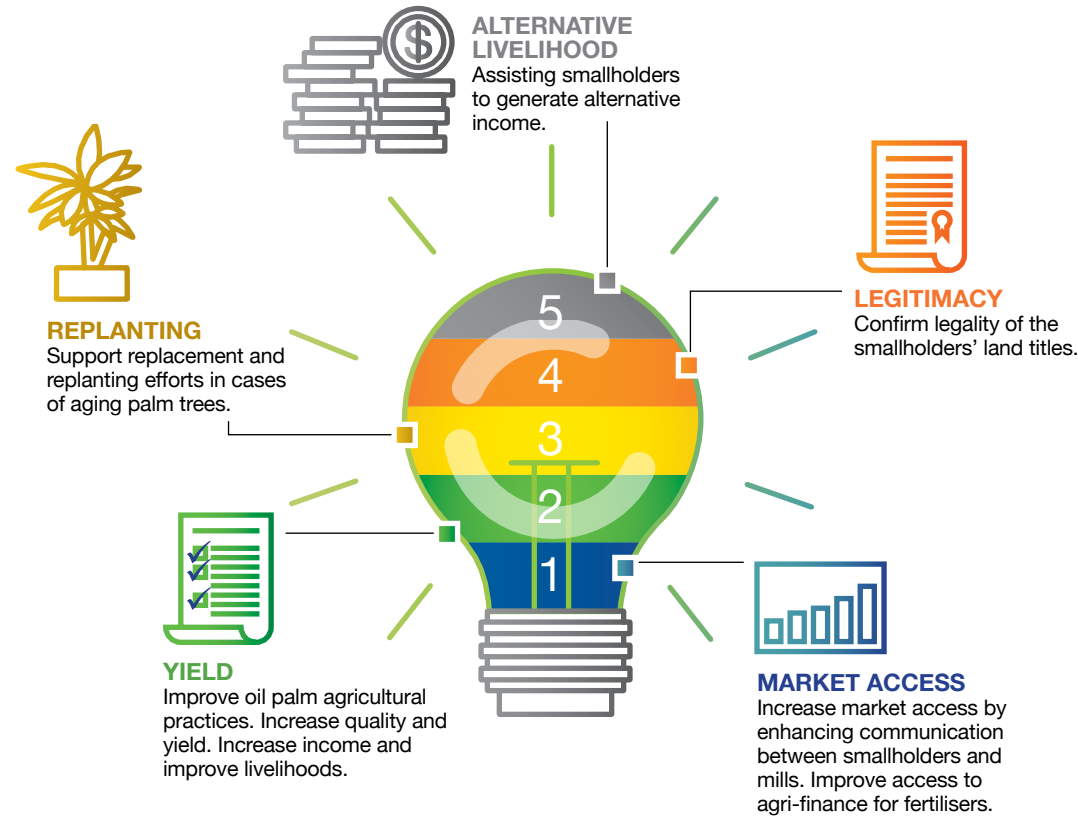 $
ALTERNATIVE
LIVELIHOOD
Assisting smallholders
to generate alternative
income.
LEGITIMACY
Confirm legality of the
smallholders’ land titles.
REPLANTING
Support replacement and
replanting efforts in cases
of aging palm trees.
5
4
3
2
1
YIELD
Improve oil palm agricultural
practices. Increase quality and
yield. Increase income and
improve livelihoods.
MARKET ACCESS
Increase market access by
enhancing communication
between smallholders and
mills. Improve access to
agri-finance for fertilisers.